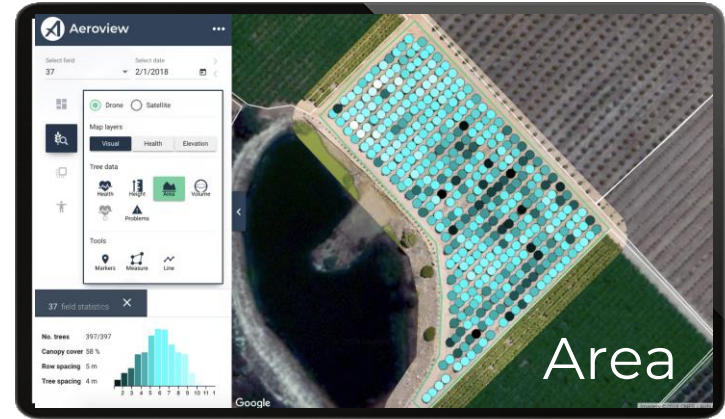 Aeroview
Select field
Select date
37
2/1/2018
Drone
Satellite
Map layers
Visual
Health
Elevation
Tree data
Health
Height
Area
Volume
Problems
Tools
Markers
Measure
Line
37 field statistics
No. trees 397/397
Canopy cover 58 %
Row spacing 5 m
Tree spacing 4 m
2 3 4 5 6 7 8 9 10 11 1
Google
Area